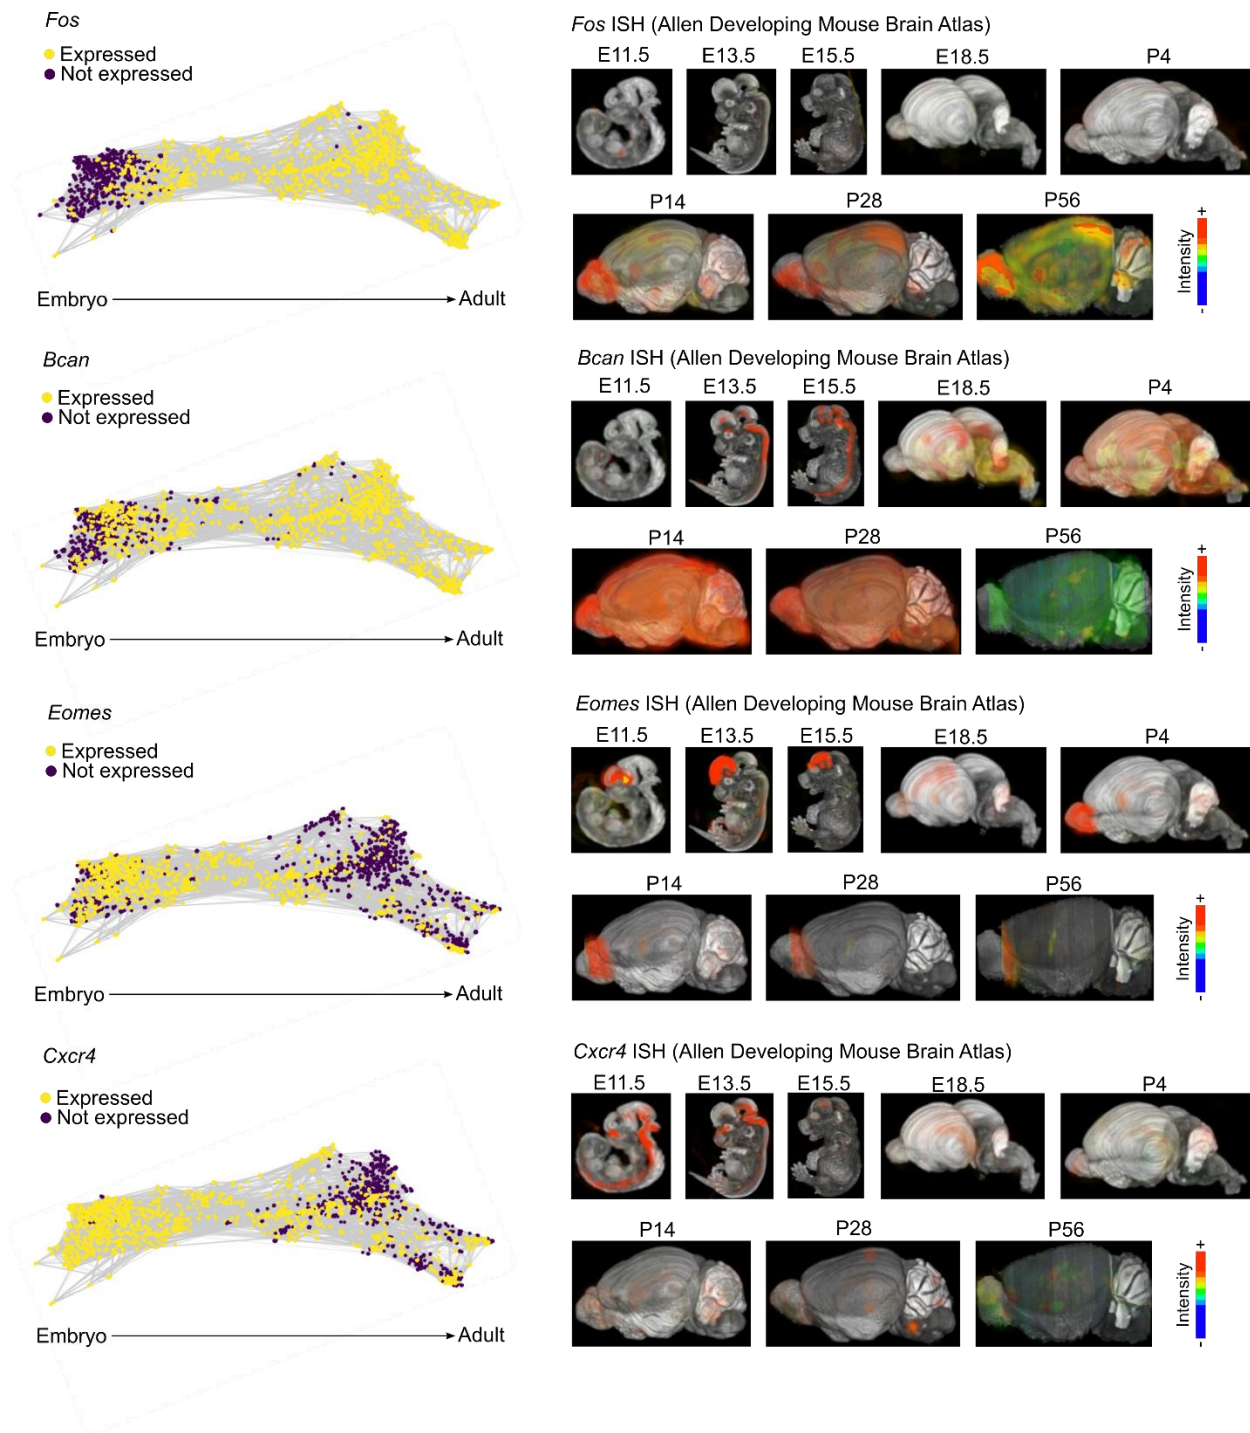 Fos
Expressed
Not expressed
Embryo
Adult
Fos ISH (Allen Developing Mouse Brain Atlas)
E11.5 E13.5 E15.5 E18.5 P4
P14 P28 P56
+
Intensity
-
Bcan
Expressed
Not expressed
Embryo
Adult
Bcan ISH (Allen Developing Mouse Brain Atlas)
E11.5 E13.5 E15.5 E18.5 P4
P14 P28 P56
+
Intensity
-
Eomes
Expressed
Not expressed
Embryo
Adult
Eomes ISH (Allen Developing Mouse Brain Atlas)
E11.5 E13.5 E15.5 E18.5 P4
P14 P28 P56
+
Intensity
-
Cxcr4
Expressed
Not expressed
Embryo
Adult
Cxcr4 ISH (Allen Developing Mouse Brain Atlas)
E11.5 E13.5 E15.5 E18.5 P4
P14 P28 P56
+
Intensity
-